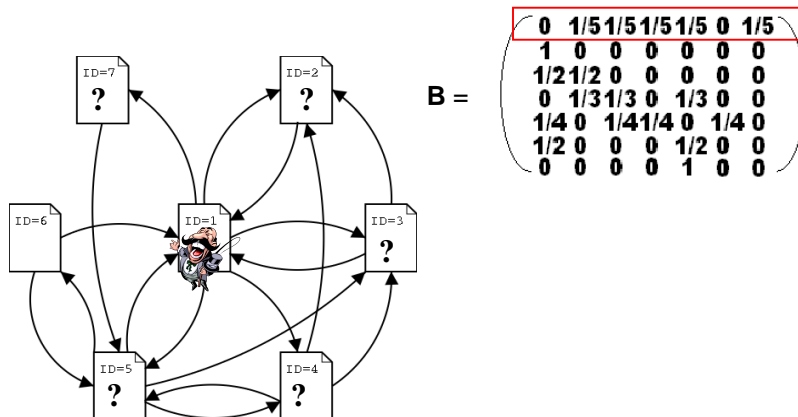 ID=7
?
ID=2
?
ID=6
ID=1
ID=3
?
ID=5
?
ID=4
?
B =
0 1/5 1/5 1/5 1/5 0 1/5
1 0 0 0 0 0 0
1/2 1/2 0 0 0 0 0
0 1/3 1/3 0 1/3 0 0
1/4 0 1/4 1/4 0 1/4 0
1/2 0 0 0 1/2 0 0
0 0 0 0 1 0 0